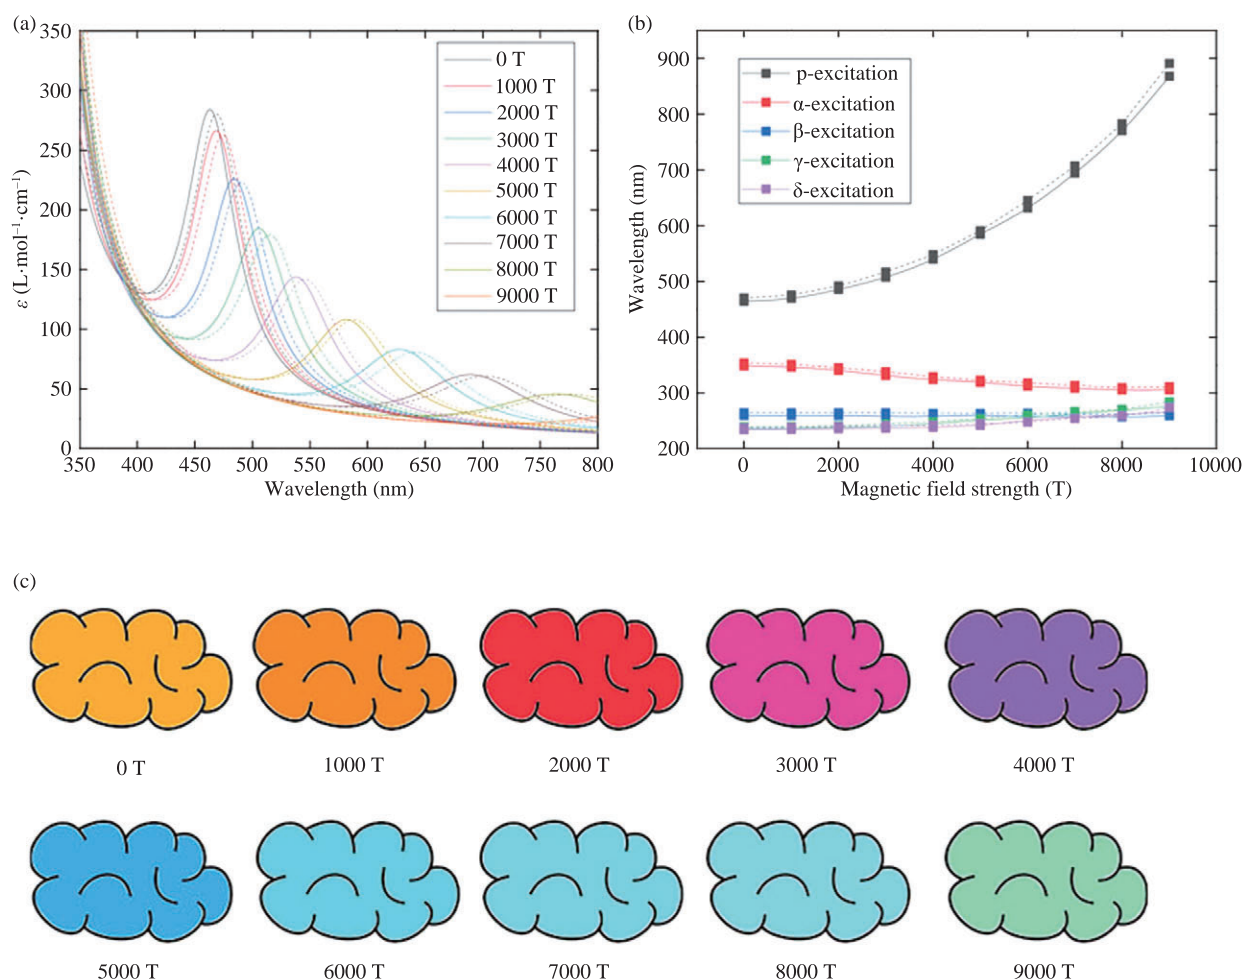 (a)
350
300
250
200
150
100
50
0
ε (L·mol⁻¹·cm⁻¹)
350 400 450 500 550 600 650 700 750 800
Wavelength (nm)
0 T
1000 T
2000 T
3000 T
4000 T
5000 T
6000 T
7000 T
8000 T
9000 T
(b)
900
800
700
600
500
400
300
200
Wavelength (nm)
0 2000 4000 6000 8000 10000
Magnetic field strength (T)
p-excitation
α-excitation
β-excitation
γ-excitation
δ-excitation
(c)
0 T 1000 T 2000 T 3000 T 4000 T
5000 T 6000 T 7000 T 8000 T 9000 T